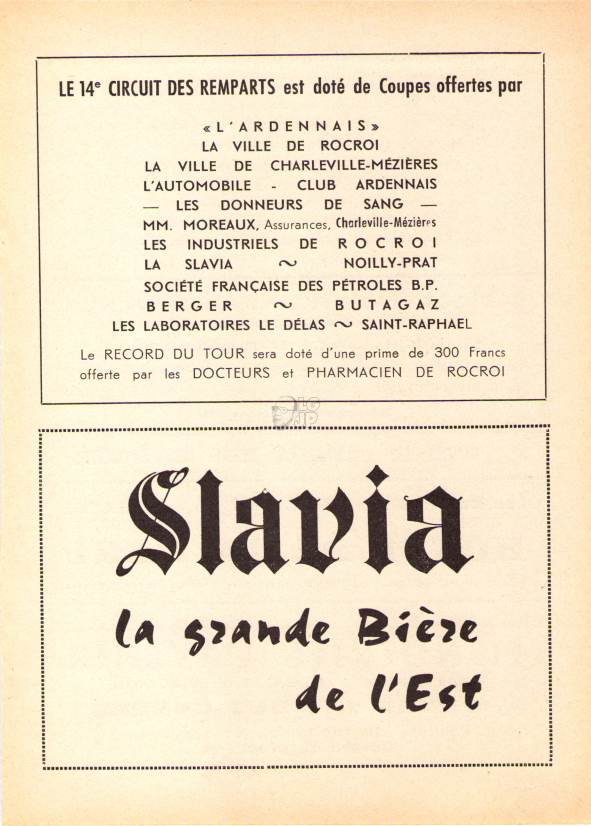 LE 14e CIRCUIT DES REMPARTS est doté de Coupes offertes par
«L'ARDENNAIS»
LA VILLE DE ROCROI
LA VILLE DE CHARLEVILLE-MÉZIÈRES
L'AUTOMOBILE - CLUB ARDENNAIS
— LES DONNEURS DE SANG —
MM. MOREAUX, Assurances, Charleville-Mézières
LES INDUSTRIELS DE ROCROI
LA SLAVIA ~ NOILLY-PRAT
SOCIÉTÉ FRANÇAISE DES PÉTROLES B.P.
BERGER ~ BUTAGAZ
LES LABORATOIRES LE DÉLAS ~ SAINT-RAPHAEL
Le RECORD DU TOUR sera doté d'une prime de 300 Francs
offerte par les DOCTEURS et PHARMACIEN DE ROCROI
LG
JP
Slavia
la grande Bière
de l'Est